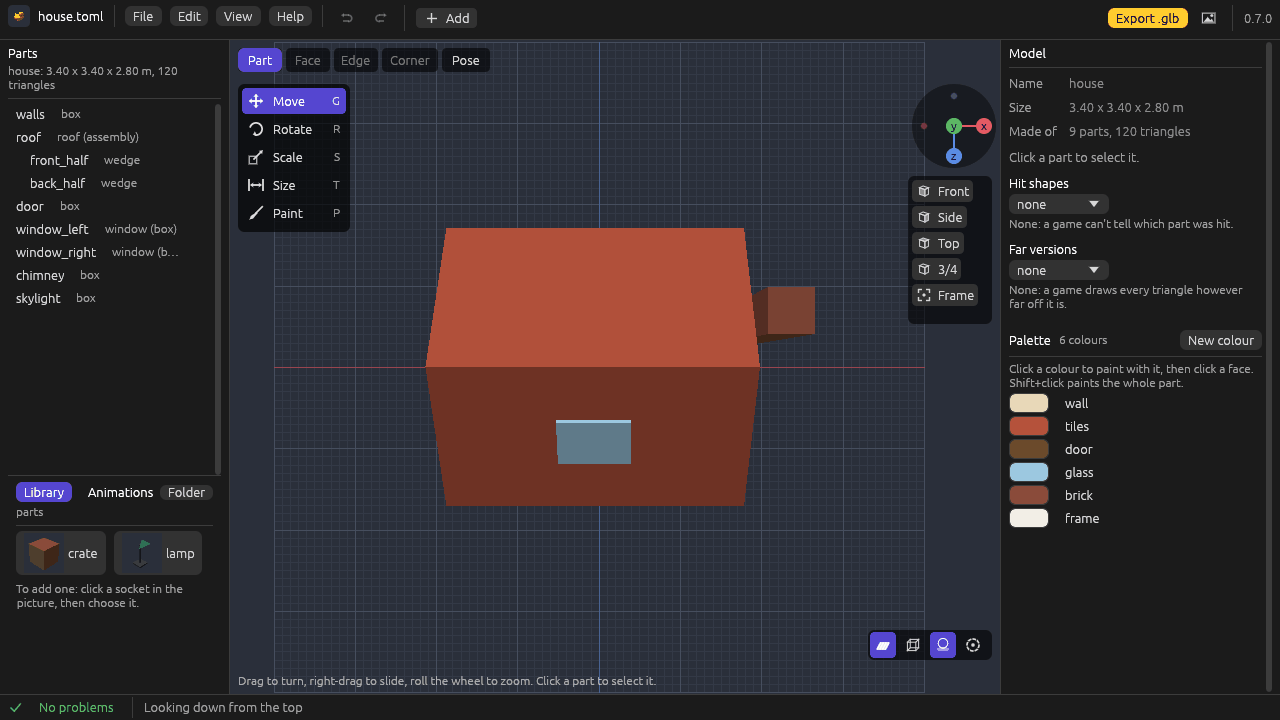 house.toml
File
Edit
View
Help
Add
Export .glb
0.7.0
Parts
house: 3.40 x 3.40 x 2.80 m, 120
triangles
walls box
roof roof (assembly)
front_half wedge
back_half wedge
door box
window_left window (box)
window_right window (b...
chimney box
skylight box
Library
Animations
Folder
parts
crate
lamp
To add one: click a socket in the
picture, then choose it.
Part
Face
Edge
Corner
Pose
Move G
Rotate R
Scale S
Size T
Paint P
y
x
z
Front
Side
Top
3/4
Frame
Drag to turn, right-drag to slide, roll the wheel to zoom. Click a part to select it.
Model
Name house
Size 3.40 x 3.40 x 2.80 m
Made of 9 parts, 120 triangles
Click a part to select it.
Hit shapes
none
None: a game can't tell which part was hit.
Far versions
none
None: a game draws every triangle however
far off it is.
Palette 6 colours
New colour
Click a colour to paint with it, then click a face.
Shift+click paints the whole part.
wall
tiles
door
glass
brick
frame
No problems
Looking down from the top